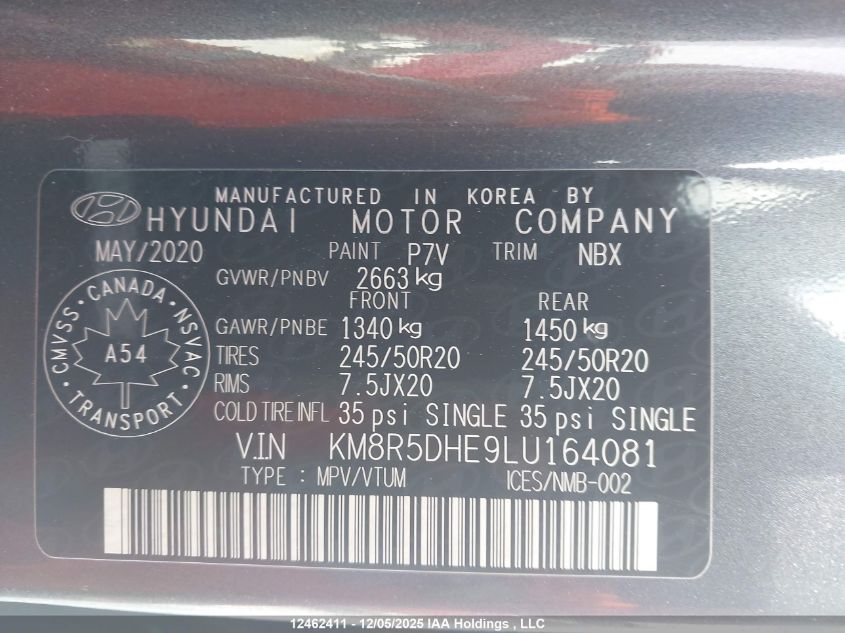 MANUFACTURED IN KOREA BY
HYUNDAI MOTOR COMPANY
MAY/2020 PAINT P7V TRIM NBX
GVWR/PNBV 2663 kg
FRONT REAR
GAWR/PNBE 1340 kg 1450 kg
TIRES 245/50R20 245/50R20
RIMS 7.5JX20 7.5JX20
COLD TIRE INFL 35 psi SINGLE 35 psi SINGLE
V.I.N KM8R5DHE9LU164081
TYPE : MPV/VTUM ICES/NMB-002
CMVSS · CANADA · NSVAC
A54
· TRANSPORT ·
12462411 - 12/05/2025 IAA Holdings , LLC